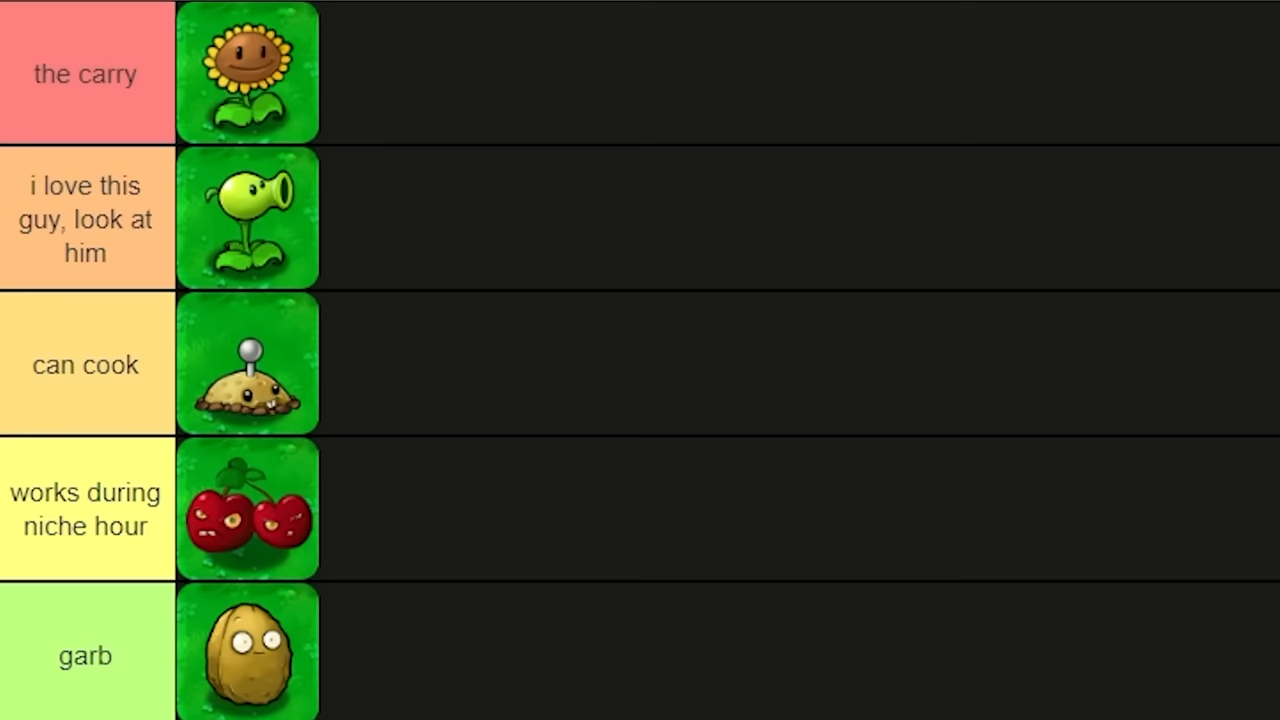 the carry
i love this
guy, look at
him
can cook
works during
niche hour
garb